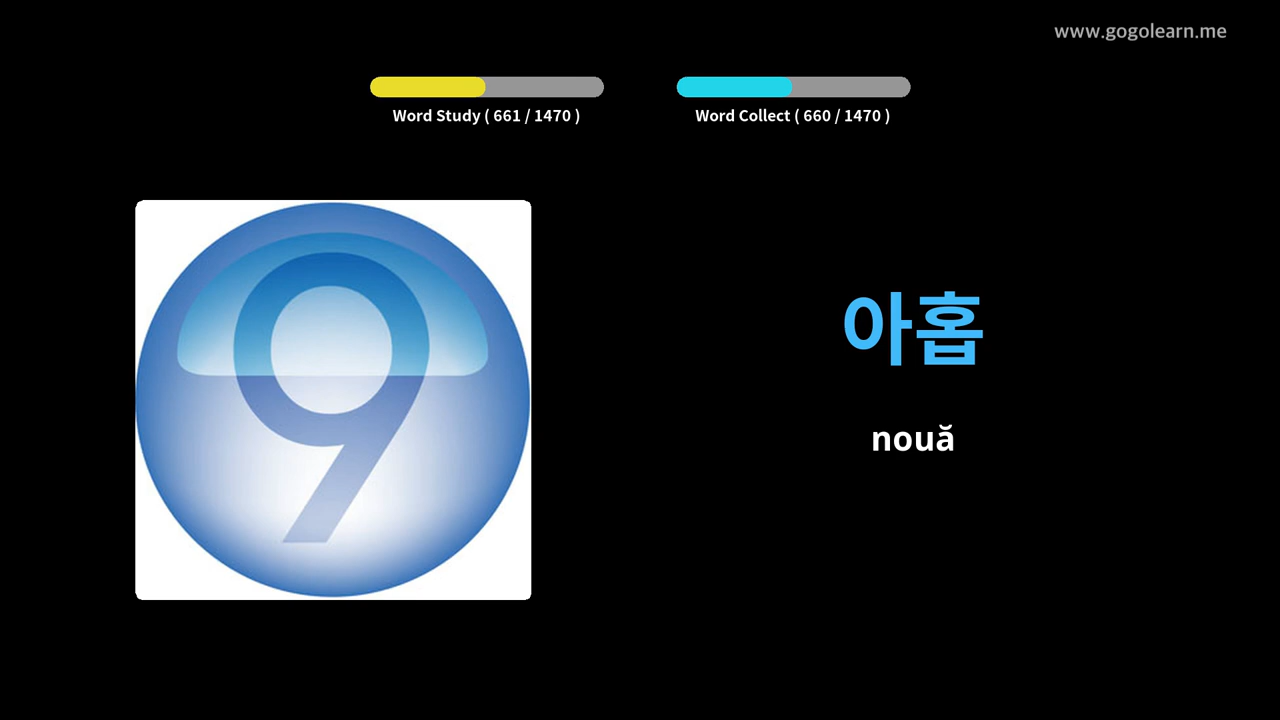 www.gogolearn.me
Word Study ( 661 / 1470 )
Word Collect ( 660 / 1470 )
9
아홉
nouă